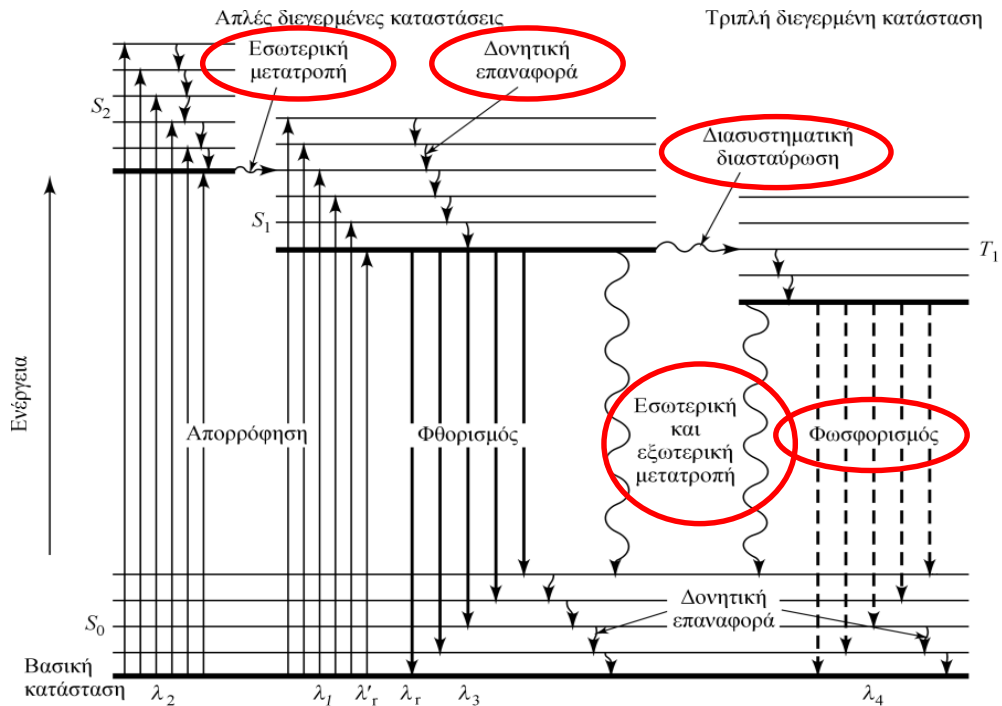 Απλές διεγερμένες καταστάσεις
Τριπλή διεγερμένη κατάσταση
Εσωτερική
μετατροπή
Δονητική
επαναφορά
S2
Διασυστηματική
διασταύρωση
S1
T1
Ενέργεια
Απορρόφηση
Φθορισμός
Εσωτερική
και
εξωτερική
μετατροπή
Φωσφορισμός
Δονητική
επαναφορά
S0
Βασική
κατάσταση
λ2
λ1
λ'r
λr
λ3
λ4